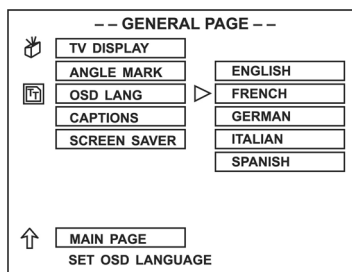 -- GENERAL PAGE --
TV DISPLAY
ANGLE MARK
OSD LANG
CAPTIONS
SCREEN SAVER
ENGLISH
FRENCH
GERMAN
ITALIAN
SPANISH
MAIN PAGE
SET OSD LANGUAGE